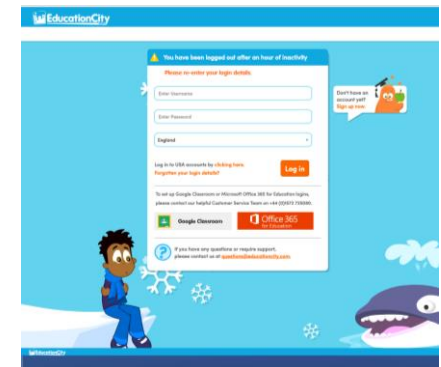 EducationCity
You have been logged out after an hour of inactivity
Please re-enter your login details.
Enter Username
Don't have an
account yet?
Sign up now.
Enter Password
England
Log in to USA accounts by clicking here.
Forgotten your login details?
Log in
To set up Google Classroom or Microsoft Office 365 for Education logins,
please contact our helpful Customer Service Team on +44 (0)1572 725080.
Google Classroom
Office 365
for Education
If you have any questions or require support,
please contact us at questions@educationcity.com.
EducationCity